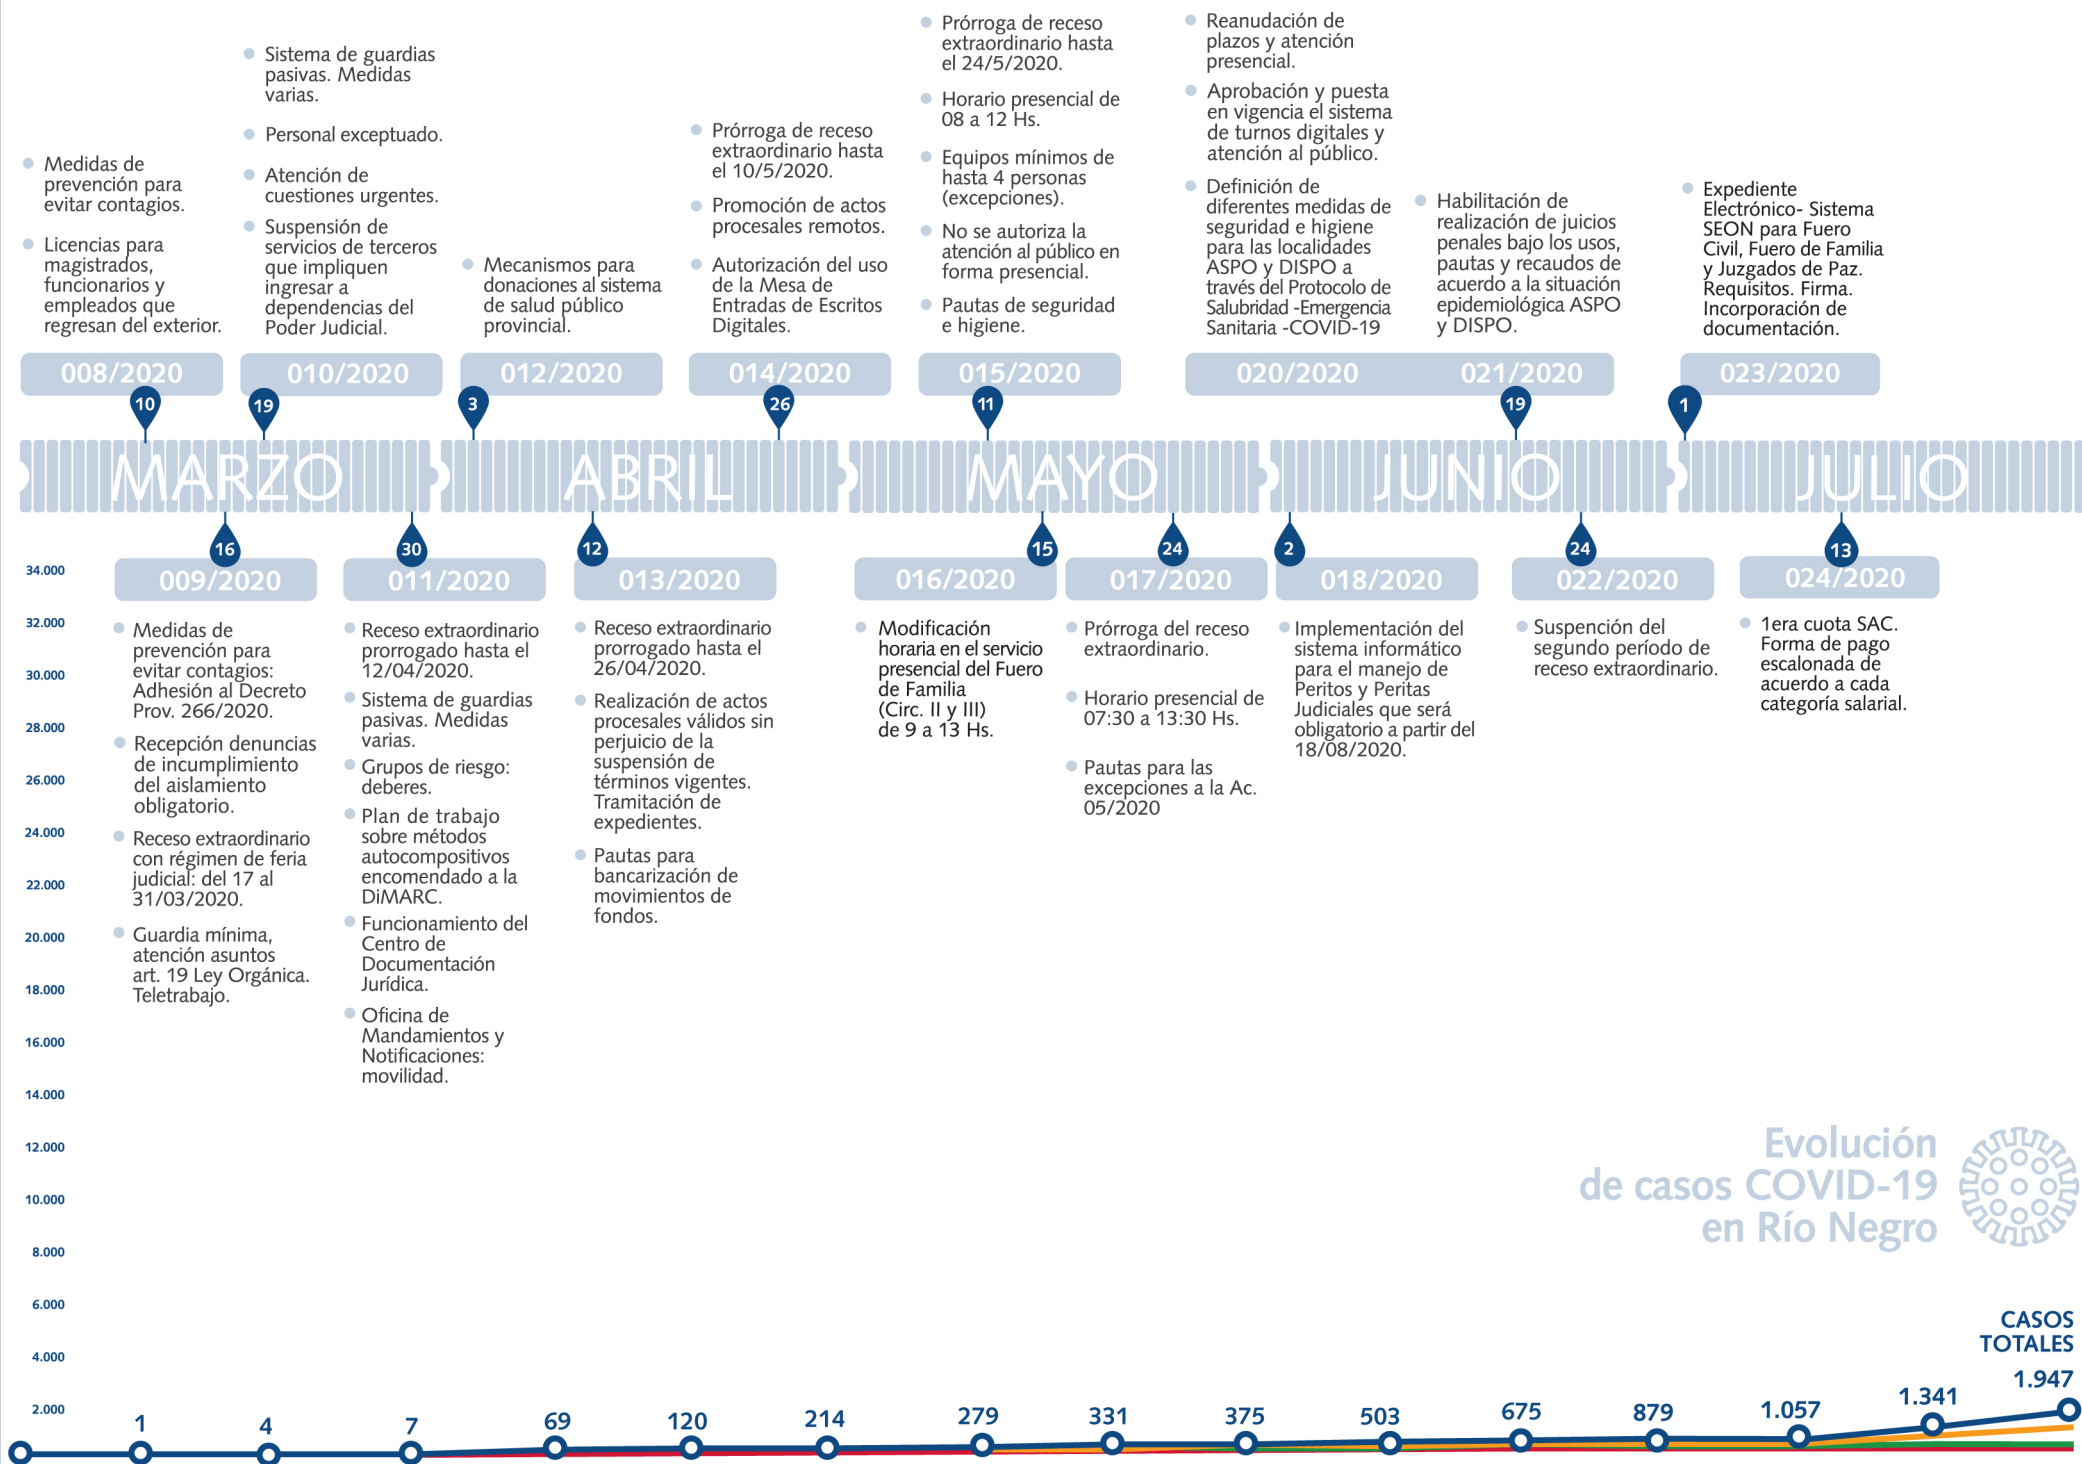 Medidas de
prevención para
evitar contagios.
Licencias para
magistrados,
funcionarios y
empleados que
regresan del exterior.
008/2020
10
Sistema de guardias
pasivas. Medidas
varias.
Personal exceptuado.
Atención de
cuestiones urgentes.
Suspensión de
servicios de terceros
que impliquen
ingresar a
dependencias del
Poder Judicial.
010/2020
19
Mecanismos para
donaciones al sistema
de salud público
provincial.
012/2020
3
Prórroga de receso
extraordinario hasta
el 10/5/2020.
Promoción de actos
procesales remotos.
Autorización del uso
de la Mesa de
Entradas de Escritos
Digitales.
014/2020
26
Prórroga de receso
extraordinario hasta
el 24/5/2020.
Horario presencial de
08 a 12 Hs.
Equipos mínimos de
hasta 4 personas
(excepciones).
No se autoriza la
atención al público en
forma presencial.
Pautas de seguridad
e higiene.
015/2020
11
Reanudación de
plazos y atención
presencial.
Aprobación y puesta
en vigencia el sistema
de turnos digitales y
atención al público.
Definición de
diferentes medidas de
seguridad e higiene
para las localidades
ASPO y DISPO a
través del Protocolo de
Salubridad -Emergencia
Sanitaria -COVID-19
020/2020
Habilitación de
realización de juicios
penales bajo los usos,
pautas y recaudos de
acuerdo a la situación
epidemiológica ASPO
y DISPO.
021/2020
19
Expediente
Electrónico- Sistema
SEON para Fuero
Civil, Fuero de Familia
y Juzgados de Paz.
Requisitos. Firma.
Incorporación de
documentación.
023/2020
1
MARZO
ABRIL
MAYO
JUNIO
JULIO
16
009/2020
Medidas de
prevención para
evitar contagios:
Adhesión al Decreto
Prov. 266/2020.
Recepción denuncias
de incumplimiento
del aislamiento
obligatorio.
Receso extraordinario
con régimen de feria
judicial: del 17 al
31/03/2020.
Guardia mínima,
atención asuntos
art. 19 Ley Orgánica.
Teletrabajo.
30
011/2020
Receso extraordinario
prorrogado hasta el
12/04/2020.
Sistema de guardias
pasivas. Medidas
varias.
Grupos de riesgo:
deberes.
Plan de trabajo
sobre métodos
autocompositivos
encomendado a la
DiMARC.
Funcionamiento del
Centro de
Documentación
Jurídica.
Oficina de
Mandamientos y
Notificaciones:
movilidad.
12
013/2020
Receso extraordinario
prorrogado hasta el
26/04/2020.
Realización de actos
procesales válidos sin
perjuicio de la
suspensión de
términos vigentes.
Tramitación de
expedientes.
Pautas para
bancarización de
movimientos de
fondos.
15
016/2020
Modificación
horaria en el servicio
presencial del Fuero
de Familia
(Circ. II y III)
de 9 a 13 Hs.
24
017/2020
Prórroga del receso
extraordinario.
Horario presencial de
07:30 a 13:30 Hs.
Pautas para las
excepciones a la Ac.
05/2020
2
018/2020
Implementación del
sistema informático
para el manejo de
Peritos y Peritas
Judiciales que será
obligatorio a partir del
18/08/2020.
24
022/2020
Suspención del
segundo período de
receso extraordinario.
13
024/2020
1era cuota SAC.
Forma de pago
escalonada de
acuerdo a cada
categoría salarial.
34.000
32.000
30.000
28.000
26.000
24.000
22.000
20.000
18.000
16.000
14.000
12.000
10.000
8.000
6.000
4.000
2.000
Evolución
de casos COVID-19
en Río Negro
CASOS
TOTALES
1
4
7
69
120
214
279
331
375
503
675
879
1.057
1.341
1.947